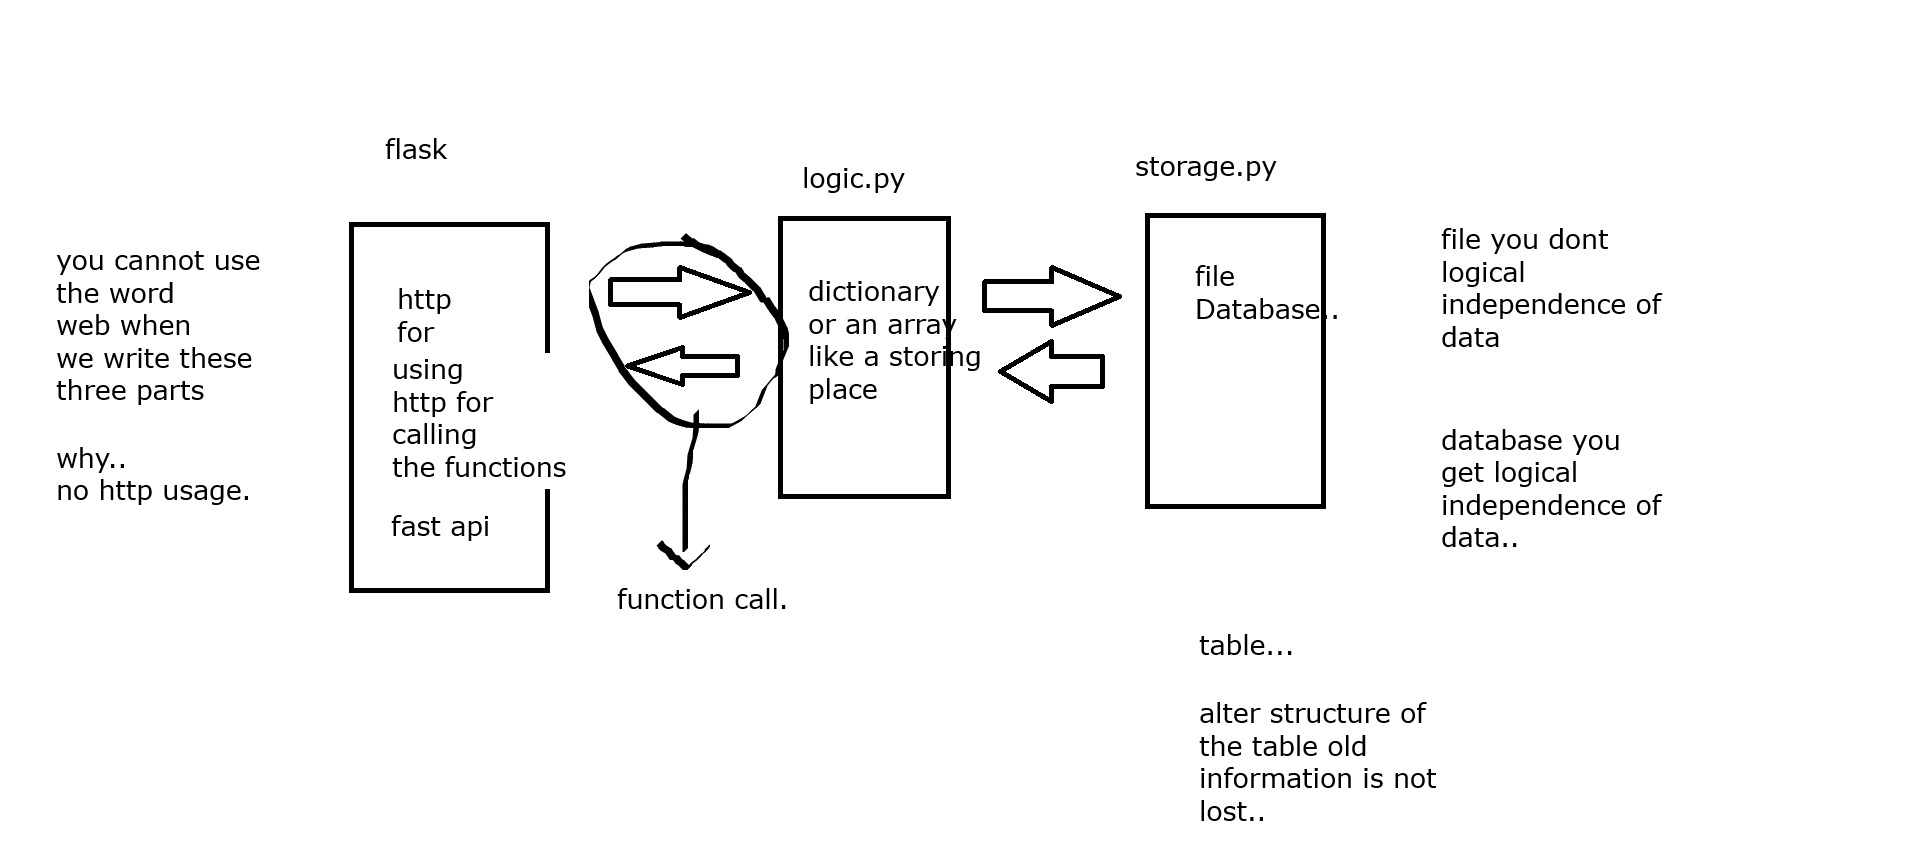 flask
logic.py
storage.py
you cannot use
the word
web when
we write these
three parts
why..
no http usage.
http
for
using
http for
calling
the functions
fast api
function call.
dictionary
or an array
like a storing
place
file
Database..
file you dont
logical
independence of
data
database you
get logical
independence of
data..
table...
alter structure of
the table old
information is not
lost..